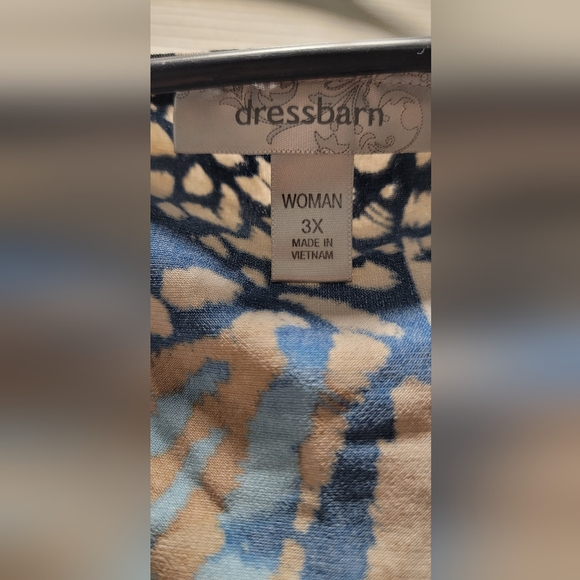 dressbarn
WOMAN
3X
MADE IN
VIETNAM